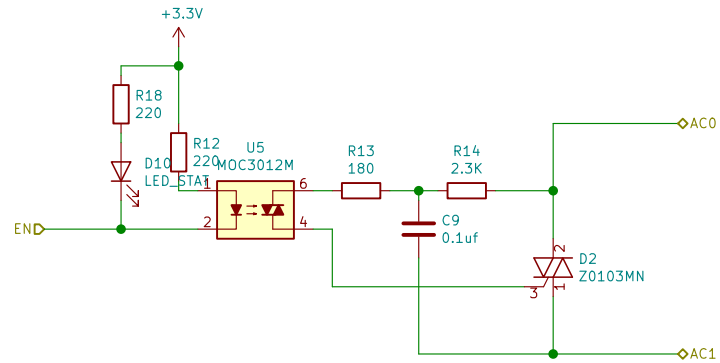 +3.3V
R18
220
R12
220
D10
LED_STAT
U5
MOC3012M
1
2
6
4
R13
180
R14
2.3K
C9
0.1uf
EN
AC0
2
D2
Z0103MN
3
1
AC1